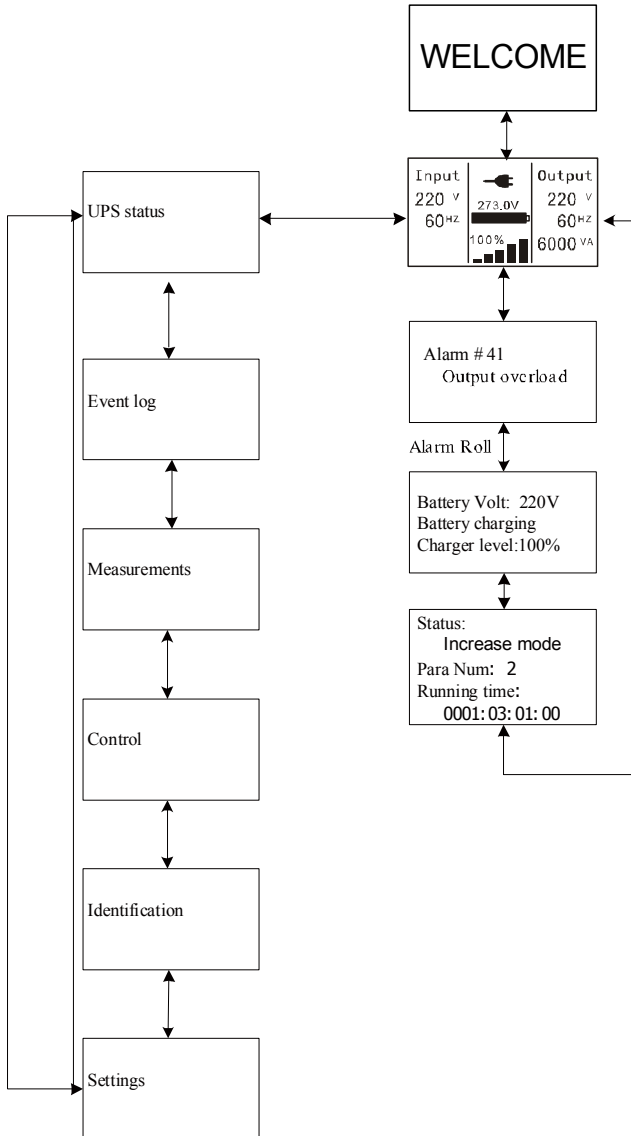 WELCOME
Input
220 V
60HZ
273.0V
100%
Output
220 V
60HZ
6000 VA
Alarm # 41
Output overload
Alarm Roll
Battery Volt: 220V
Battery charging
Charger level:100%
Status:
Increase mode
Para Num: 2
Running time:
0001:03:01:00
UPS status
Event log
Measurements
Control
Identification
Settings